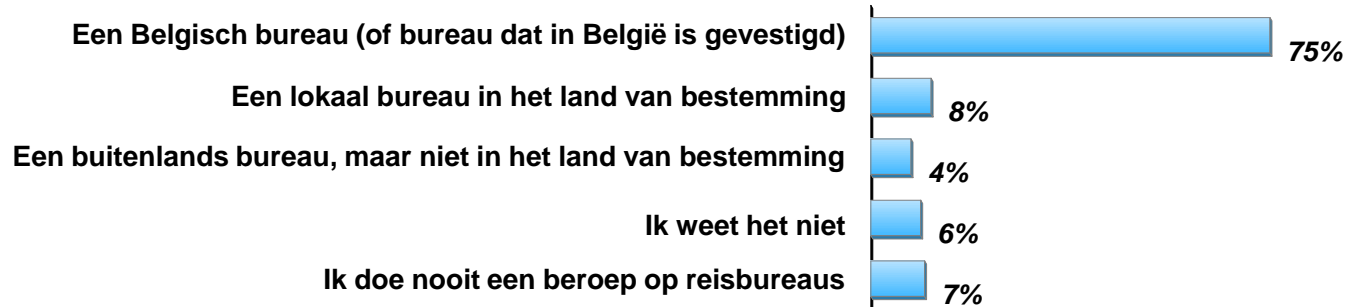 Een Belgisch bureau (of bureau dat in België is gevestigd) 75%
Een lokaal bureau in het land van bestemming 8%
Een buitenlands bureau, maar niet in het land van bestemming 4%
Ik weet het niet 6%
Ik doe nooit een beroep op reisbureaus 7%